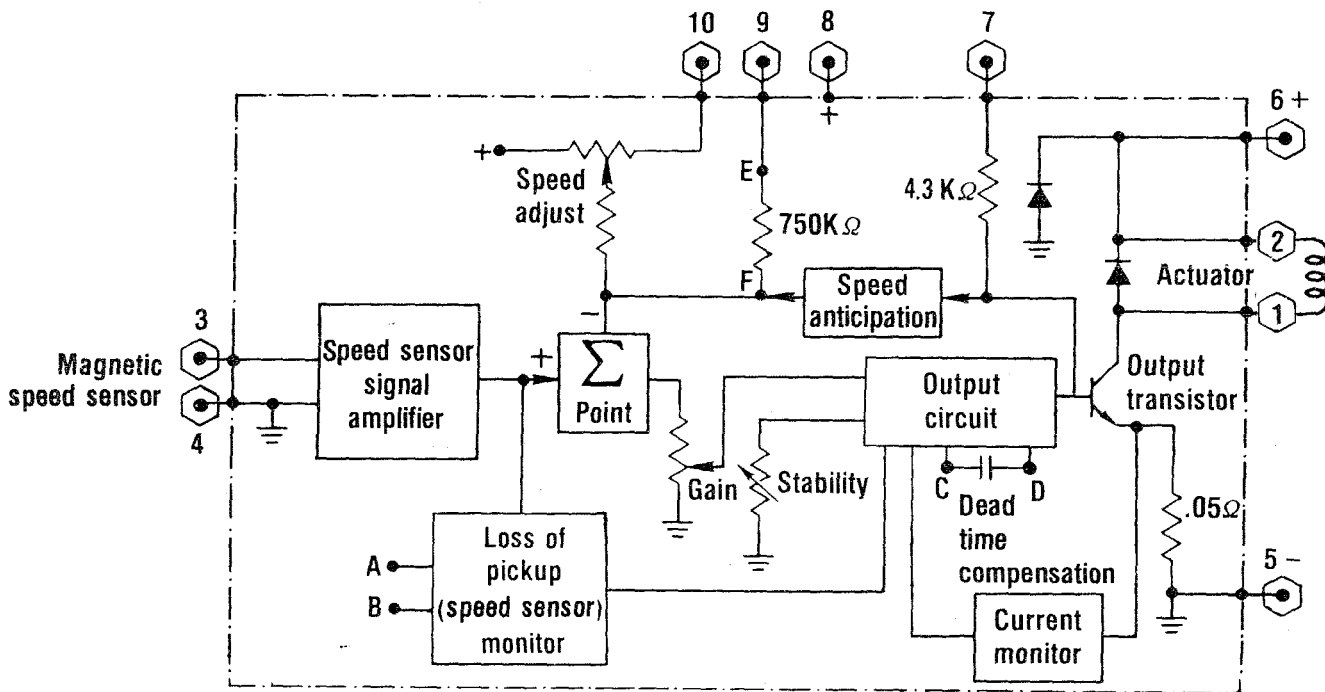 10
9
8
7
6 +
+
+
Speed
adjust
E
750KΩ
F
4.3 KΩ
2
Actuator
1
Speed
anticipation
−
3
Magnetic
speed sensor
4
Speed sensor
signal
amplifier
+
Σ
Point
Output
circuit
Output
transistor
Gain
Stability
C
D
Dead
time
compensation
.05Ω
5 −
A
B
Loss of
pickup
(speed sensor)
monitor
Current
monitor